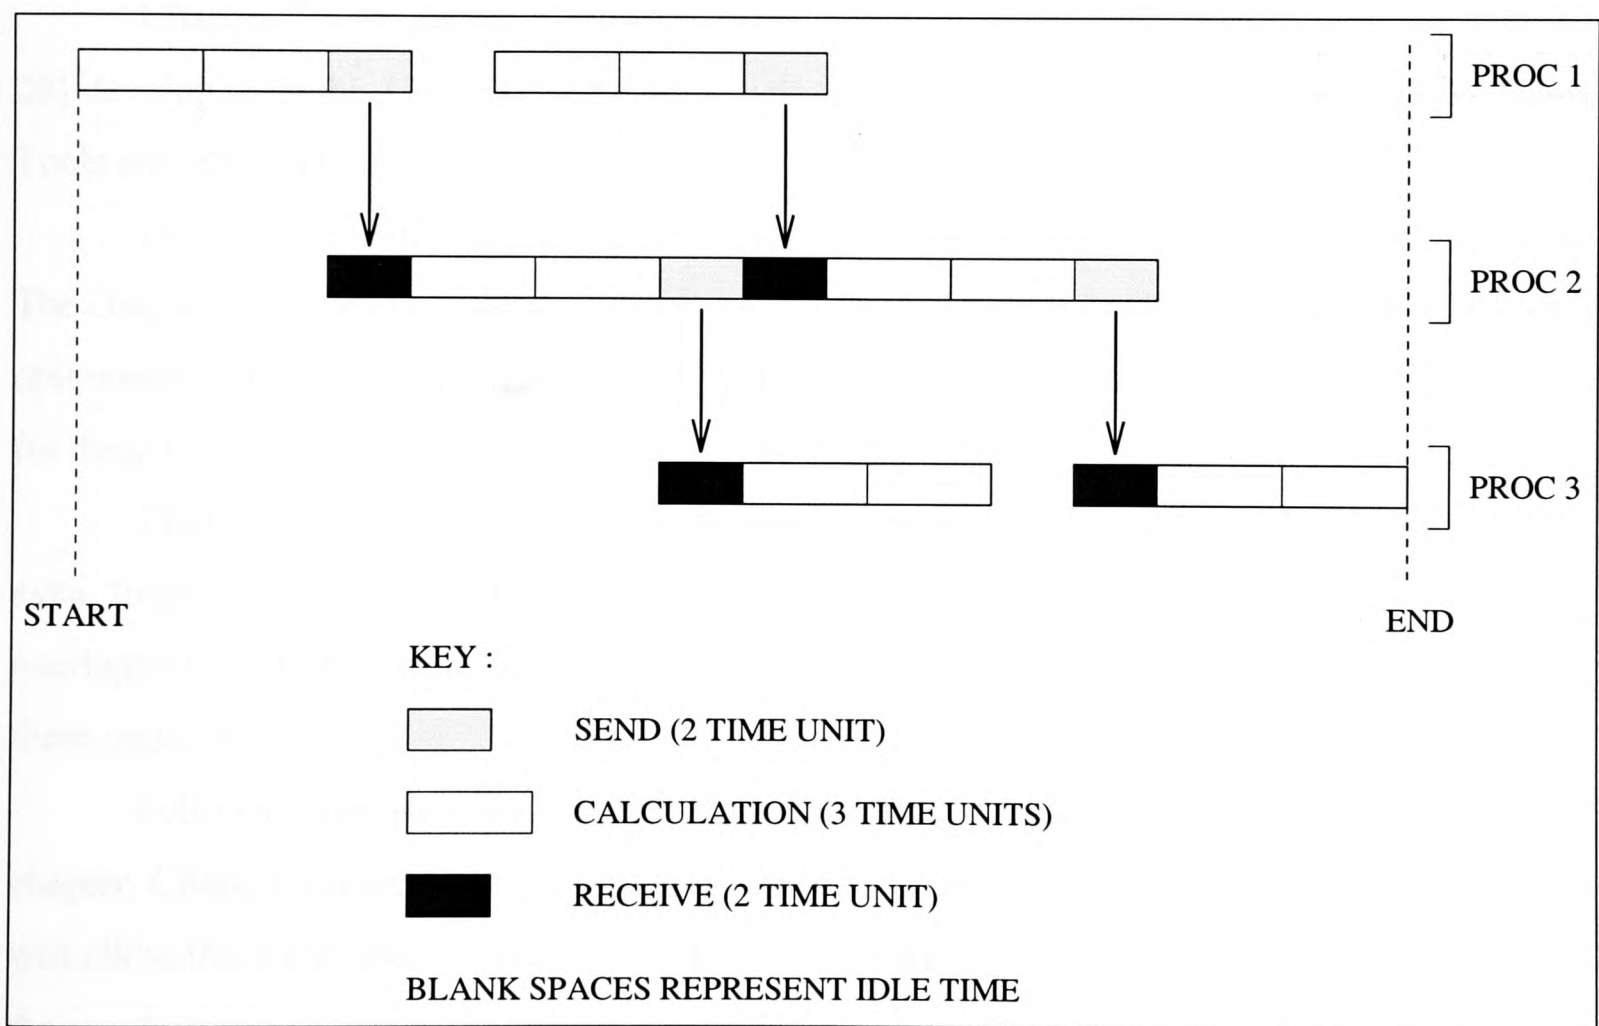 PROC 1
PROC 2
PROC 3
START
END
KEY :
SEND (2 TIME UNIT)
CALCULATION (3 TIME UNITS)
RECEIVE (2 TIME UNIT)
BLANK SPACES REPRESENT IDLE TIME